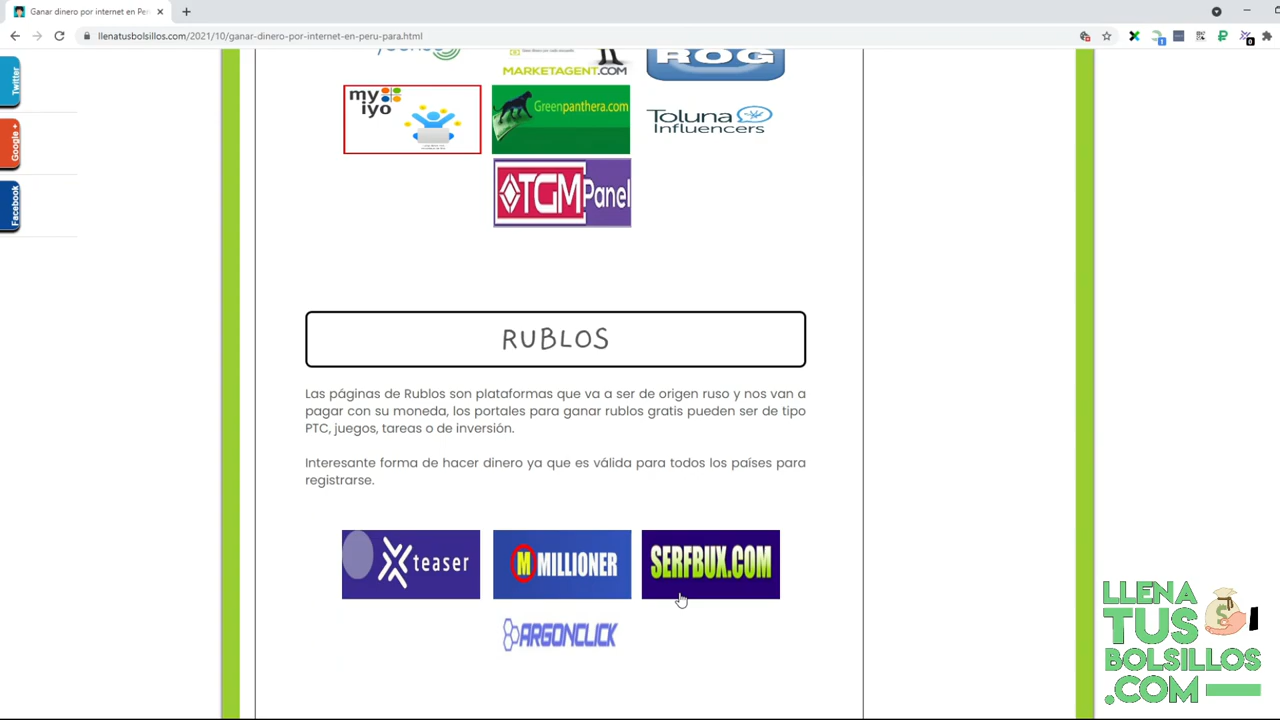 Ganar dinero por internet en Per
llenatusbolsillos.com/2021/10/ganar-dinero-por-internet-en-peru-para.html
Twitter
Google +
Facebook
MARKETAGENT.COM
ROG
my iyo
Greenpanthera.com
Toluna
Influencers
TGM Panel
RUBLOS
Las páginas de Rublos son plataformas que va a ser de origen ruso y nos van a
pagar con su moneda, los portales para ganar rublos gratis pueden ser de tipo
PTC, juegos, tareas o de inversión.
Interesante forma de hacer dinero ya que es válida para todos los países para
registrarse.
teaser
M MILLIONER
SERFBUX.COM
ARGONCLICK
LLENA
TUS
BOLSILLOS
.COM